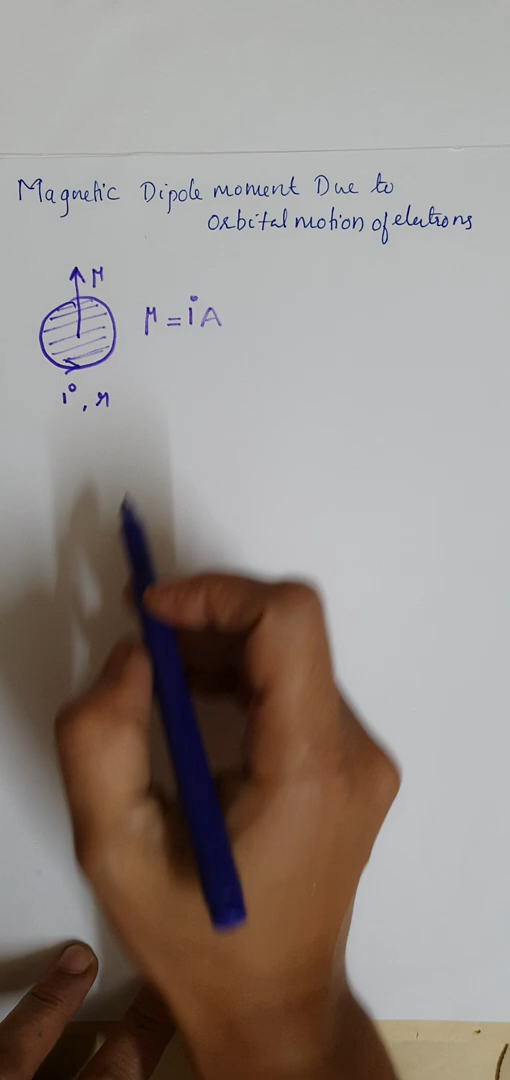 Magnetic Dipole moment Due to
orbital motion of electrons
μ
μ = iA
i, r